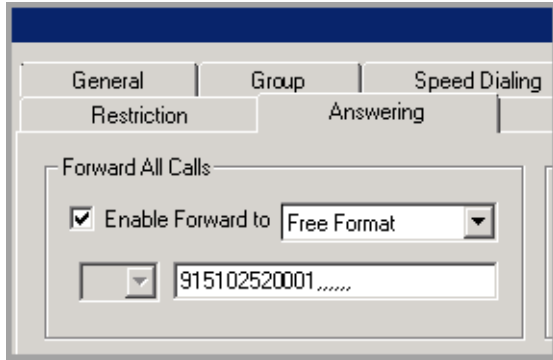 General Group Speed Dialing
Restriction Answering
Forward All Calls
Enable Forward to Free Format
915102520001,,,,,,